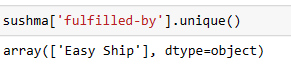 sushma['fulfilled-by'].unique()
array(['Easy Ship'], dtype=object)